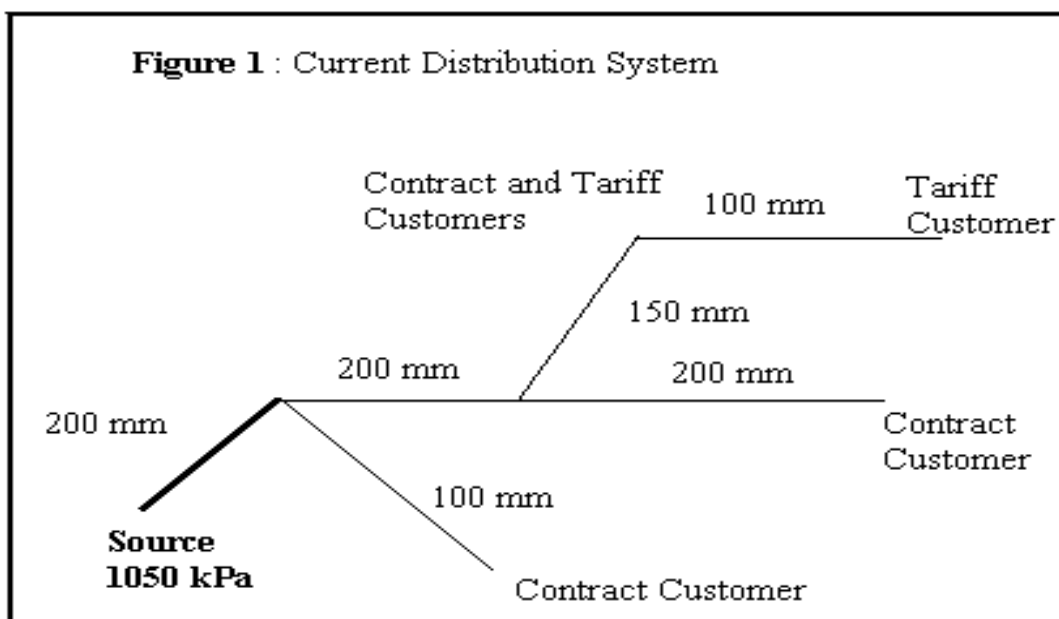 Figure 1 : Current Distribution System
Contract and Tariff
Customers
100 mm
Tariff
Customer
150 mm
200 mm
200 mm
200 mm
Contract
Customer
100 mm
Source
1050 kPa
Contract Customer